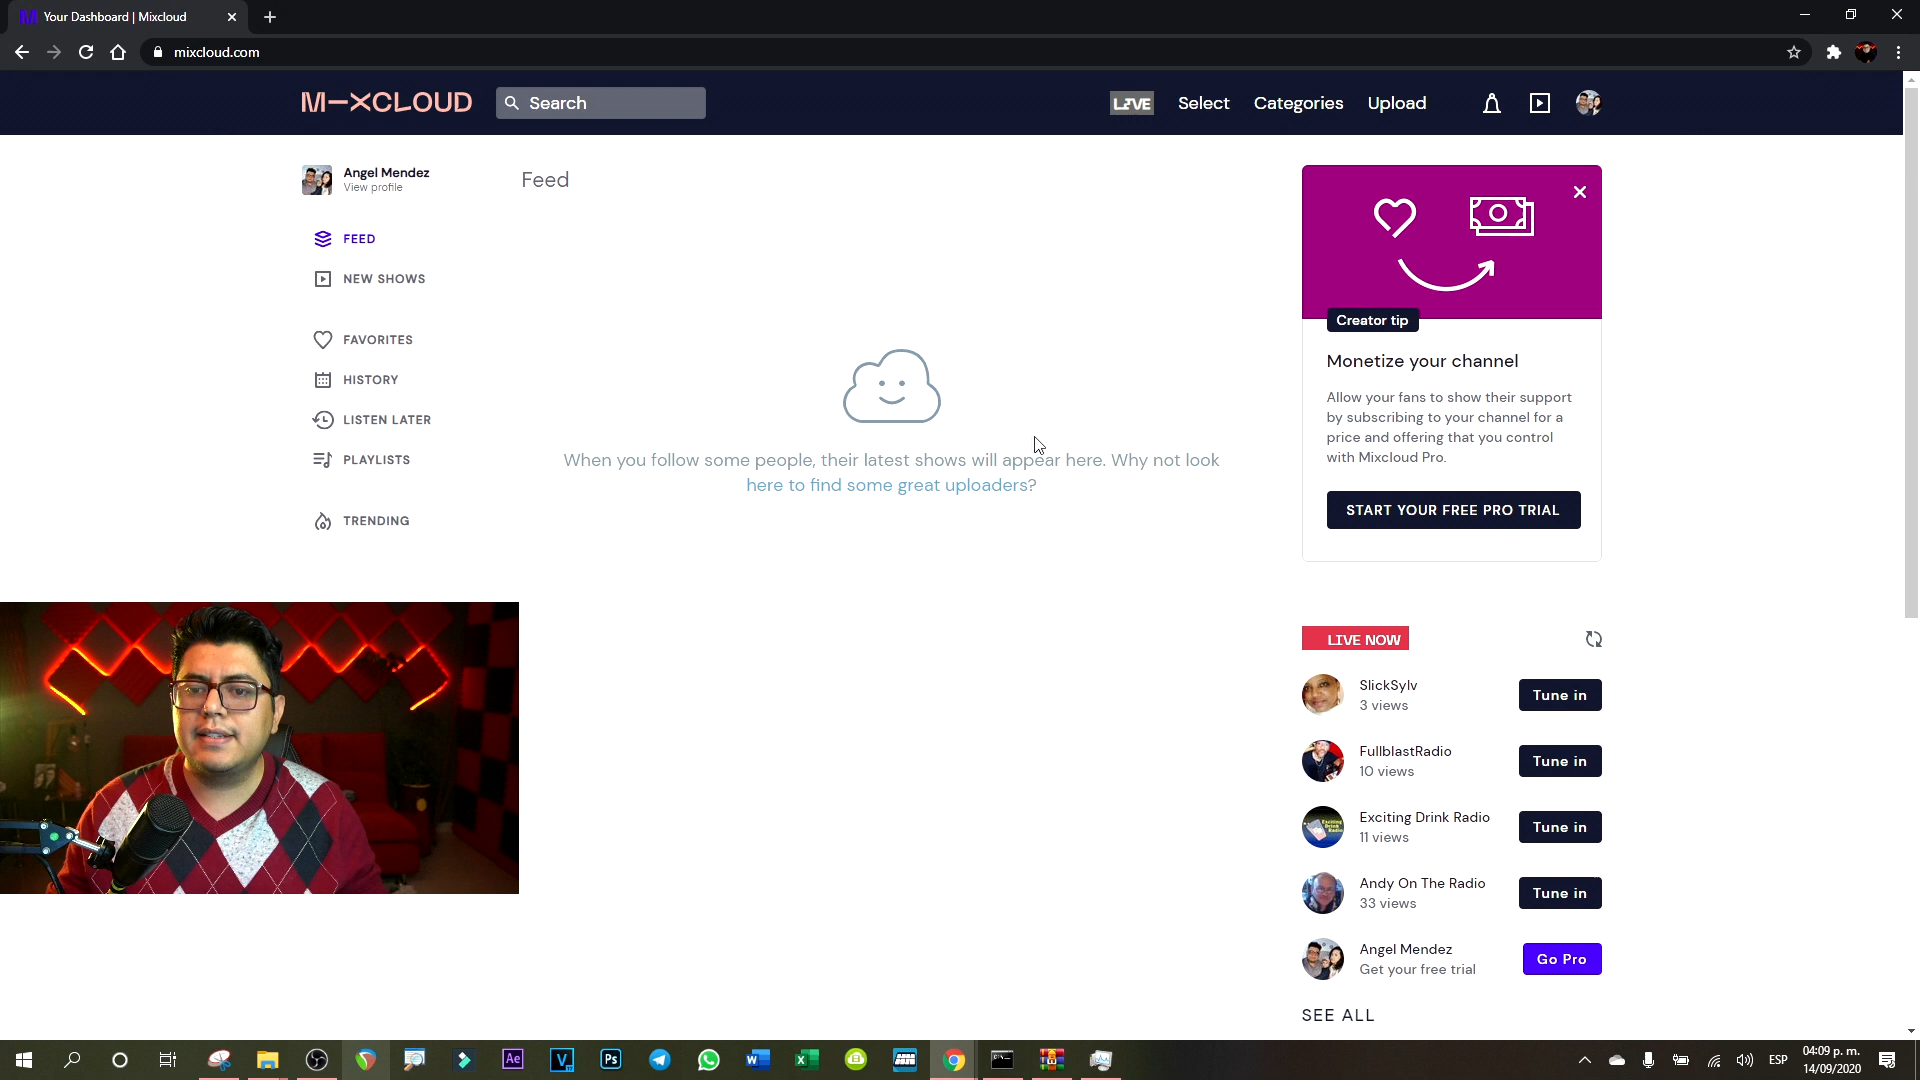 Your Dashboard | Mixcloud
mixcloud.com
M-XCLOUD
Search
LIVE
Select
Categories
Upload
Angel Mendez
View profile
Feed
FEED
NEW SHOWS
FAVORITES
HISTORY
LISTEN LATER
PLAYLISTS
TRENDING
When you follow some people, their latest shows will appear here. Why not look
here to find some great uploaders?
Creator tip
Monetize your channel
Allow your fans to show their support
by subscribing to your channel for a
price and offering that you control
with Mixcloud Pro.
START YOUR FREE PRO TRIAL
LIVE NOW
SlickSylv
3 views
Tune in
FullblastRadio
10 views
Tune in
Exciting Drink Radio
11 views
Tune in
Andy On The Radio
33 views
Tune in
Angel Mendez
Get your free trial
Go Pro
SEE ALL
Ae
Ps
ESP
04:09 p. m.
14/09/2020